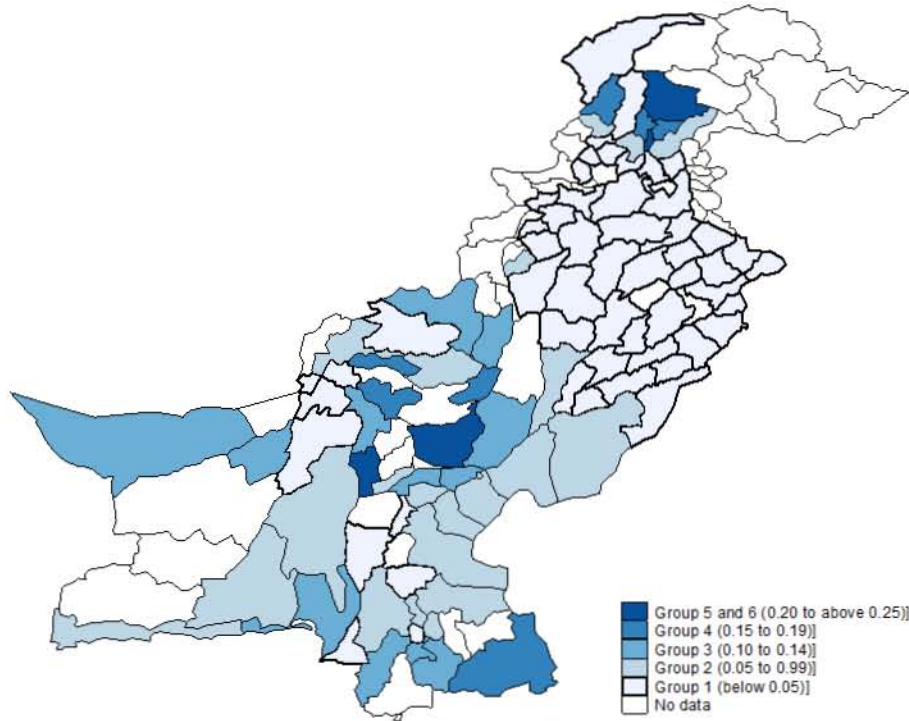 Group 5 and 6 (0.20 to above 0.25)]
Group 4 (0.15 to 0.19)]
Group 3 (0.10 to 0.14)]
Group 2 (0.05 to 0.99)]
Group 1 (below 0.05)]
No data